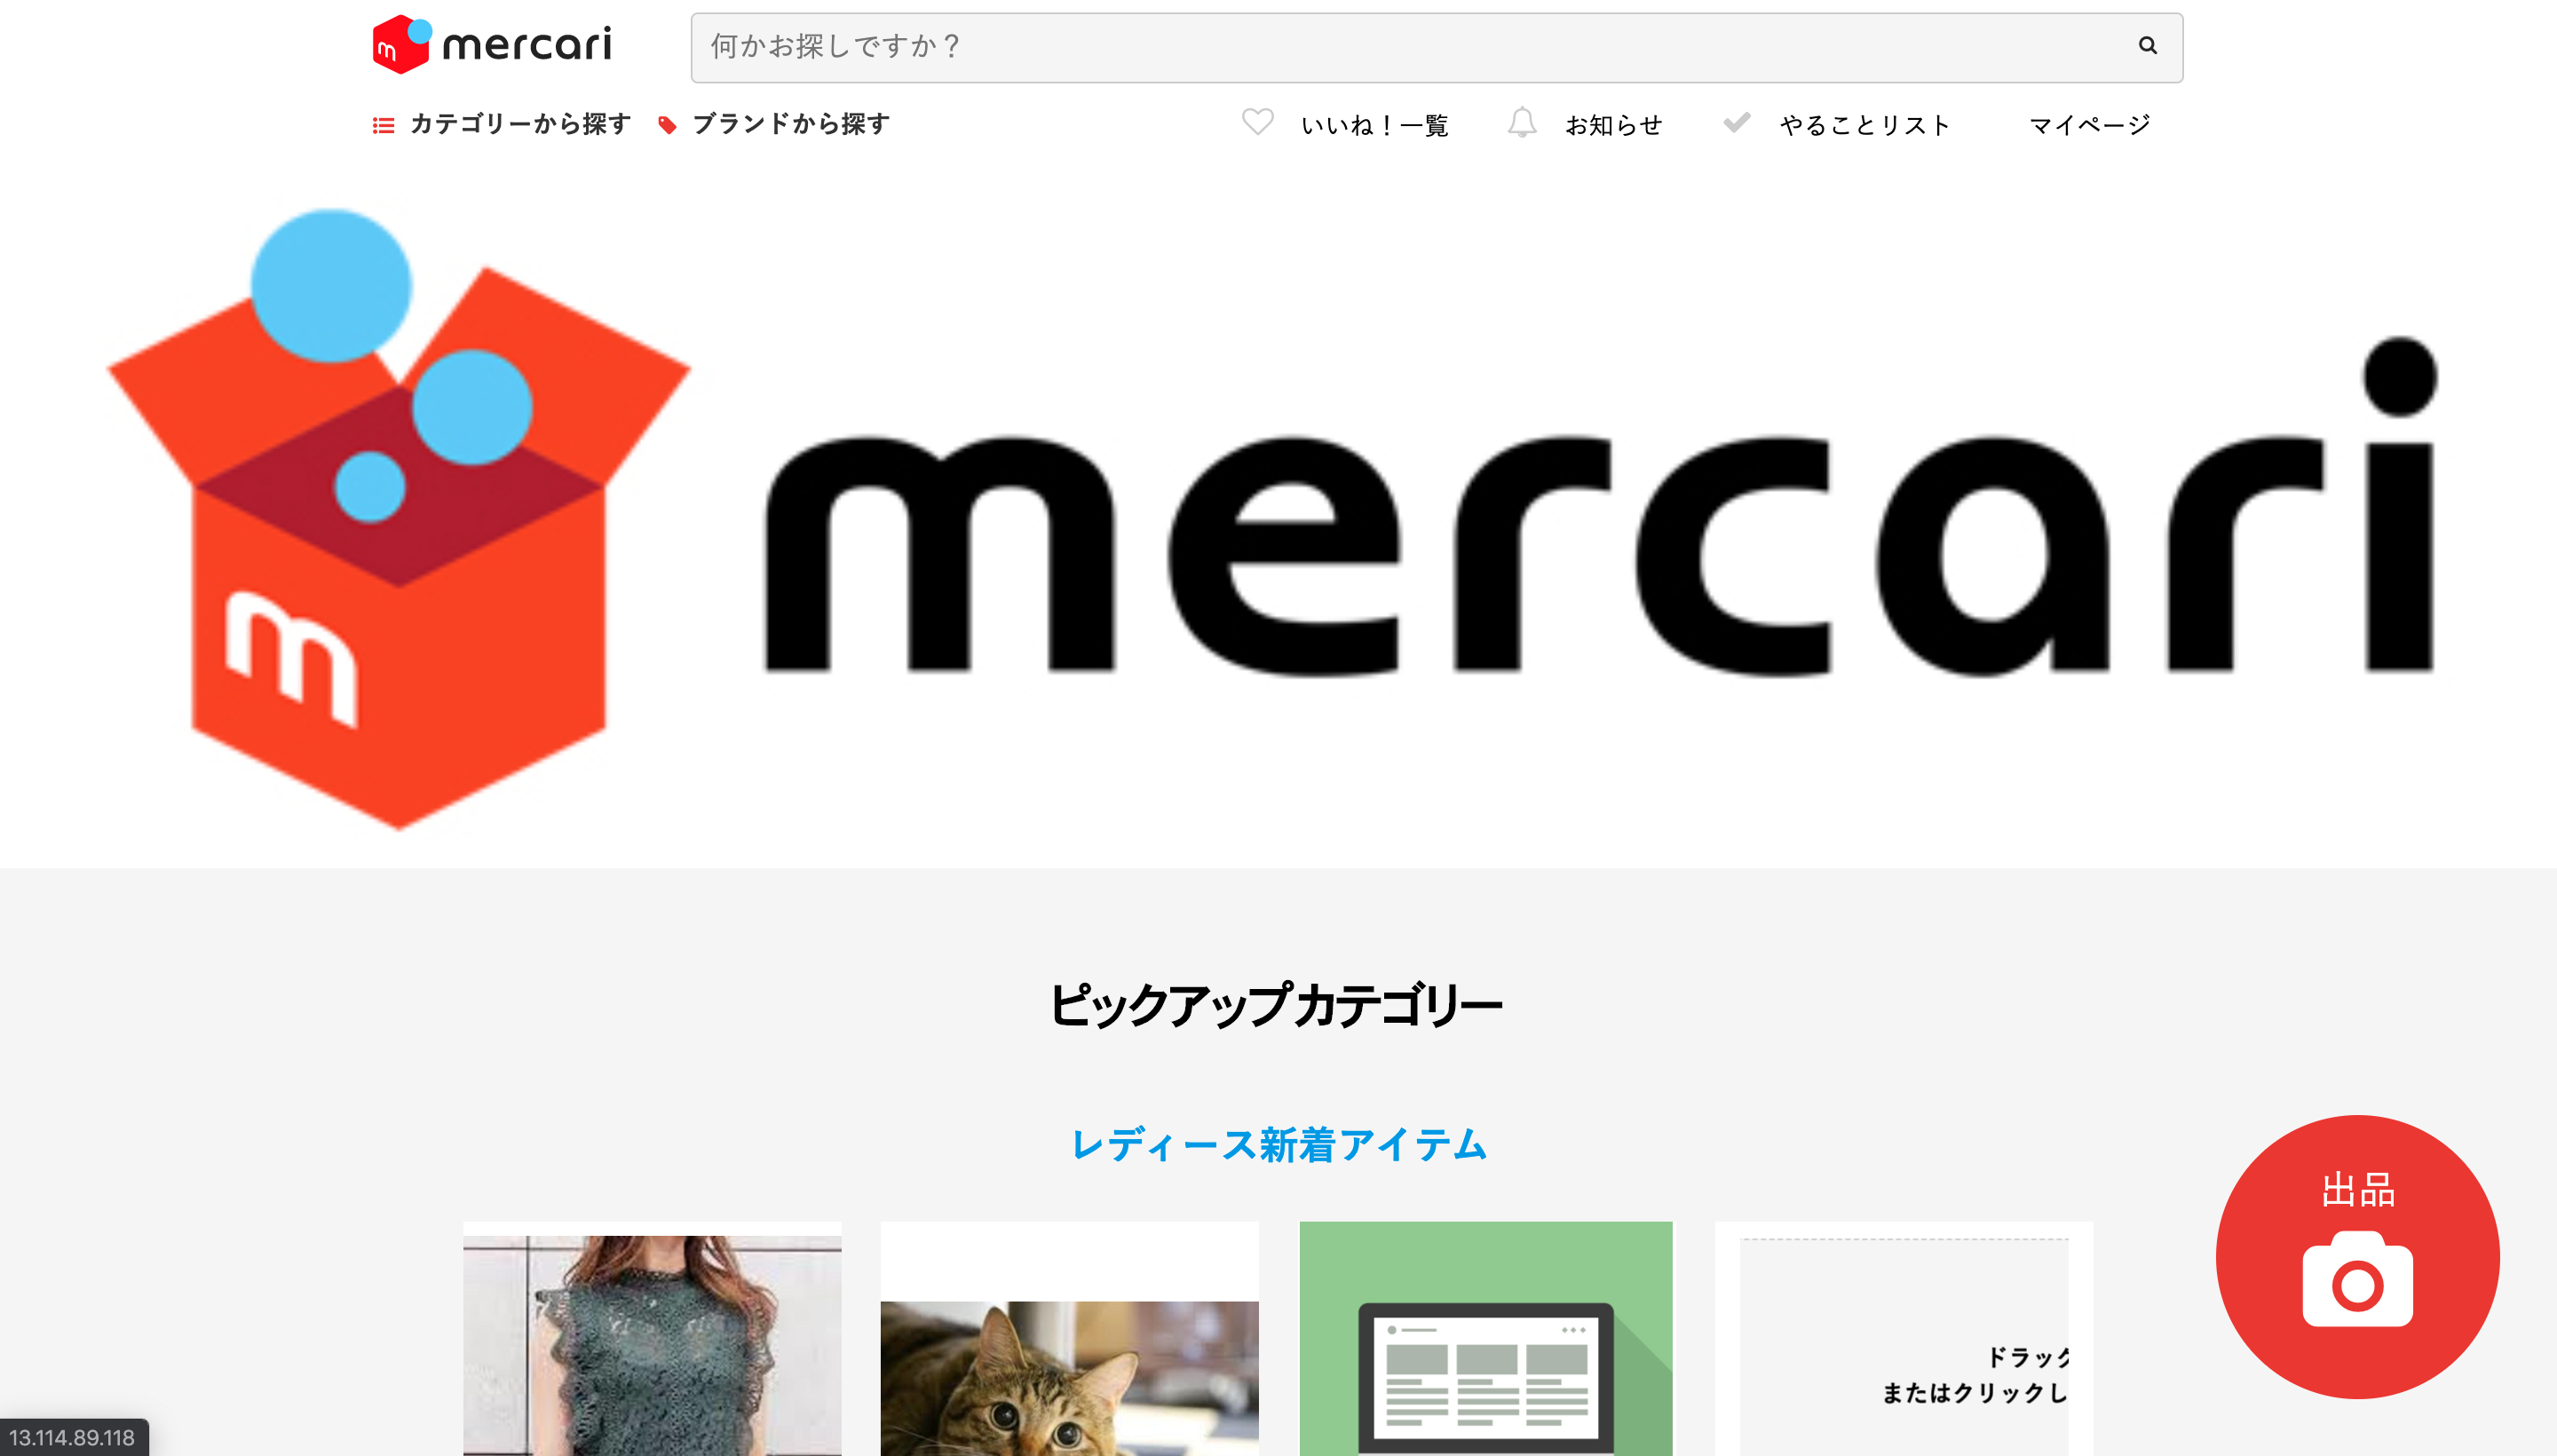 mercari
何かお探しですか？
カテゴリーから探す ブランドから探す いいね！一覧 お知らせ やることリスト マイページ
m mercari
ピックアップカテゴリー
レディース新着アイテム
出品
ドラック
またはクリックし
13.114.89.118